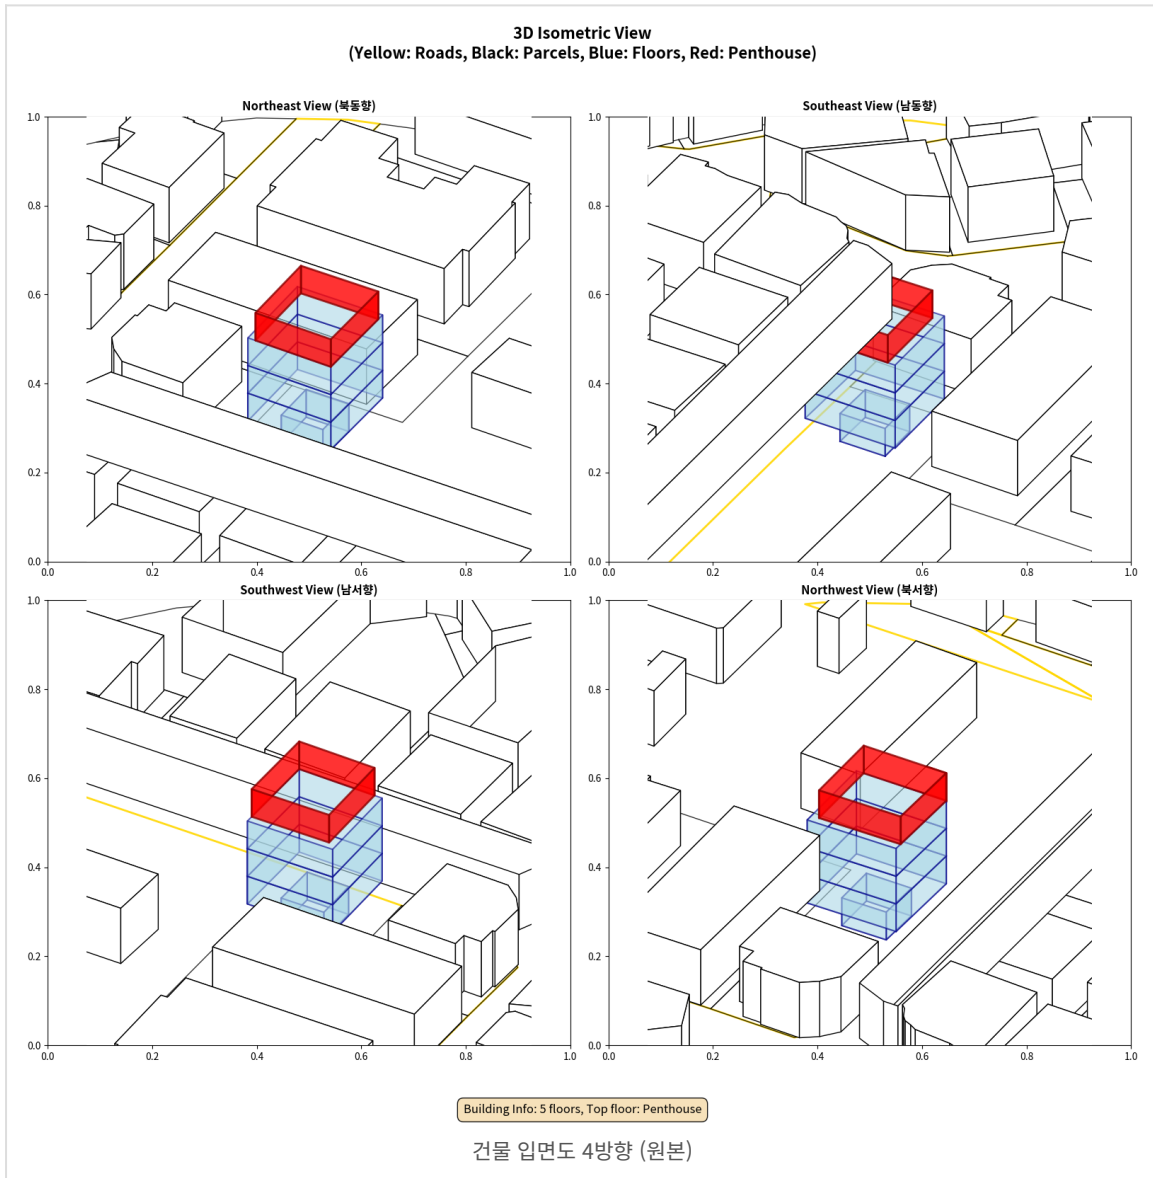 3D Isometric View
(Yellow: Roads, Black: Parcels, Blue: Floors, Red: Penthouse)
Northeast View (북동향)
1.0
0.8
0.6
0.4
0.2
0.0
0.0 0.2 0.4 0.6 0.8 1.0
Southeast View (남동향)
1.0
0.8
0.6
0.4
0.2
0.0
0.0 0.2 0.4 0.6 0.8 1.0
Southwest View (남서향)
1.0
0.8
0.6
0.4
0.2
0.0
0.0 0.2 0.4 0.6 0.8 1.0
Northwest View (북서향)
1.0
0.8
0.6
0.4
0.2
0.0
0.0 0.2 0.4 0.6 0.8 1.0
Building Info: 5 floors, Top floor: Penthouse
건물 입면도 4방향 (원본)